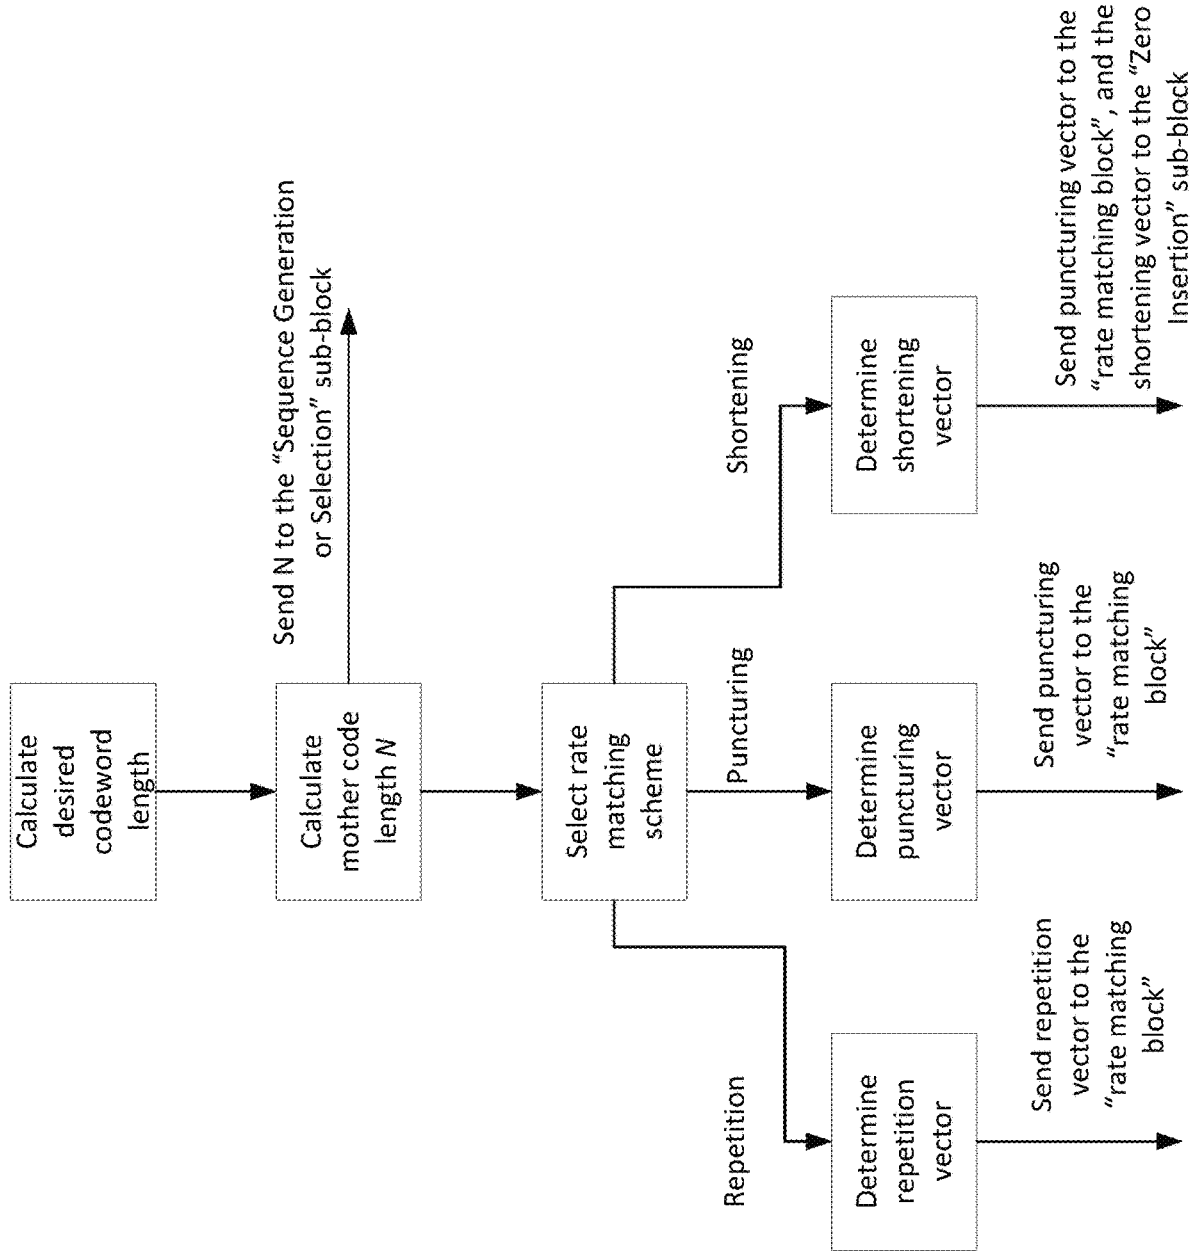 Calculate
desired
codeword
length
Calculate
mother code
length N
Send N to the “Sequence Generation
or Selection” sub-block
Select rate
matching
scheme
Repetition
Puncturing
Shortening
Determine
repetition
vector
Determine
puncturing
vector
Determine
shortening
vector
Send repetition
vector to the
“rate matching
block”
Send puncturing
vector to the
“rate matching
block”
Send puncturing vector to the
“rate matching block”, and the
shortening vector to the “Zero
Insertion” sub-block